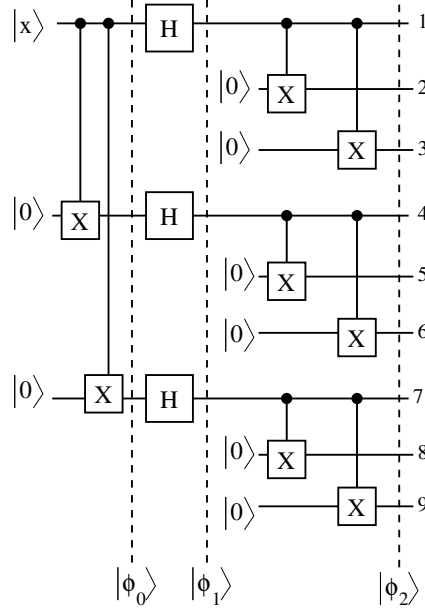 |x⟩ H 1
|0⟩ X 2
|0⟩ X 3
|0⟩ X H 4
|0⟩ X 5
|0⟩ X 6
|0⟩ X H 7
|0⟩ X 8
|0⟩ X 9
|ϕ₀⟩ |ϕ₁⟩ |ϕ₂⟩